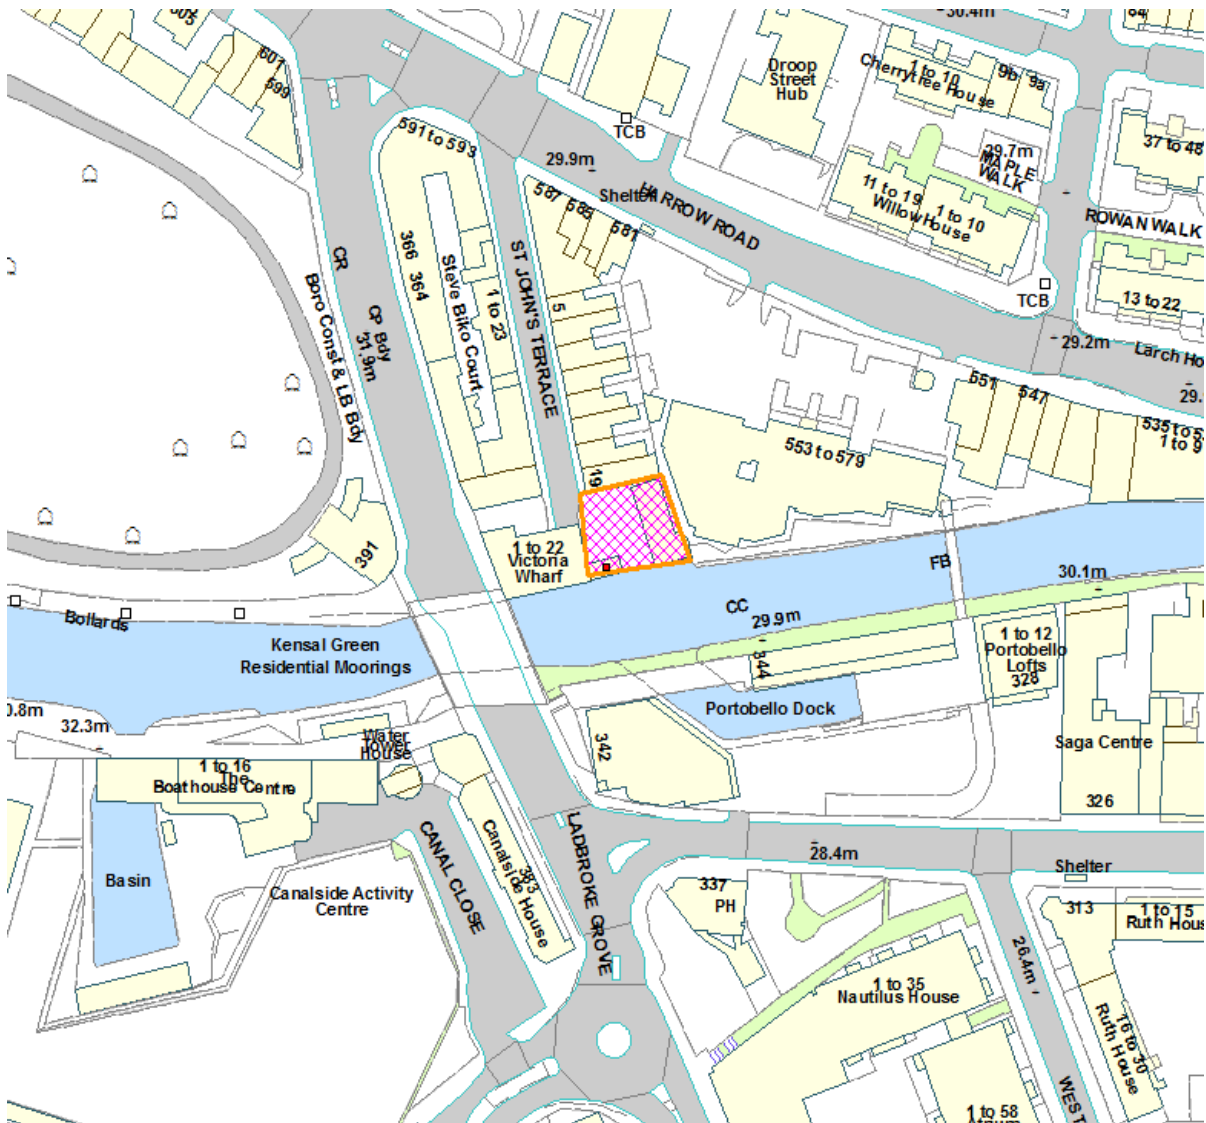 605
30.4m
84
601
599
Droop
Street
Hub
1 to 10
Cherrytree House
9b
9a
TCB
591 to 593
29.9m
29.7m
MAPLE
WALK
37 to 48
587
585
581
Shelter
HARROW ROAD
11 to 19
1 to 10
Willow House
ROWAN WALK
CR
366
364
Steve Biko Court
1 to 23
ST JOHN'S TERRACE
5
TCB
13 to 22
Boro Const & LB Bdy
CP Bdy
31.9m
29.2m
Larch Ho
29.
551
547
535 to 5
1 to 9
553 to 579
19
391
1 to 22
Victoria
Wharf
FB
30.1m
CC
29.9m
Bollards
Kensal Green
Residential Moorings
344
1 to 12
Portobello
Lofts
328
0.8m
32.3m
Portobello Dock
Water
Tower
House
342
Saga Centre
1 to 16
The
Boathouse Centre
326
CANAL CLOSE
Canalside House
383
LADBROKE GROVE
28.4m
Shelter
Basin
Canalside Activity
Centre
337
PH
313
1 to 15
Ruth Hous
26.4m
1 to 35
Nautilus House
16 to 30
Ruth House
WEST
1 to 58
Atrium